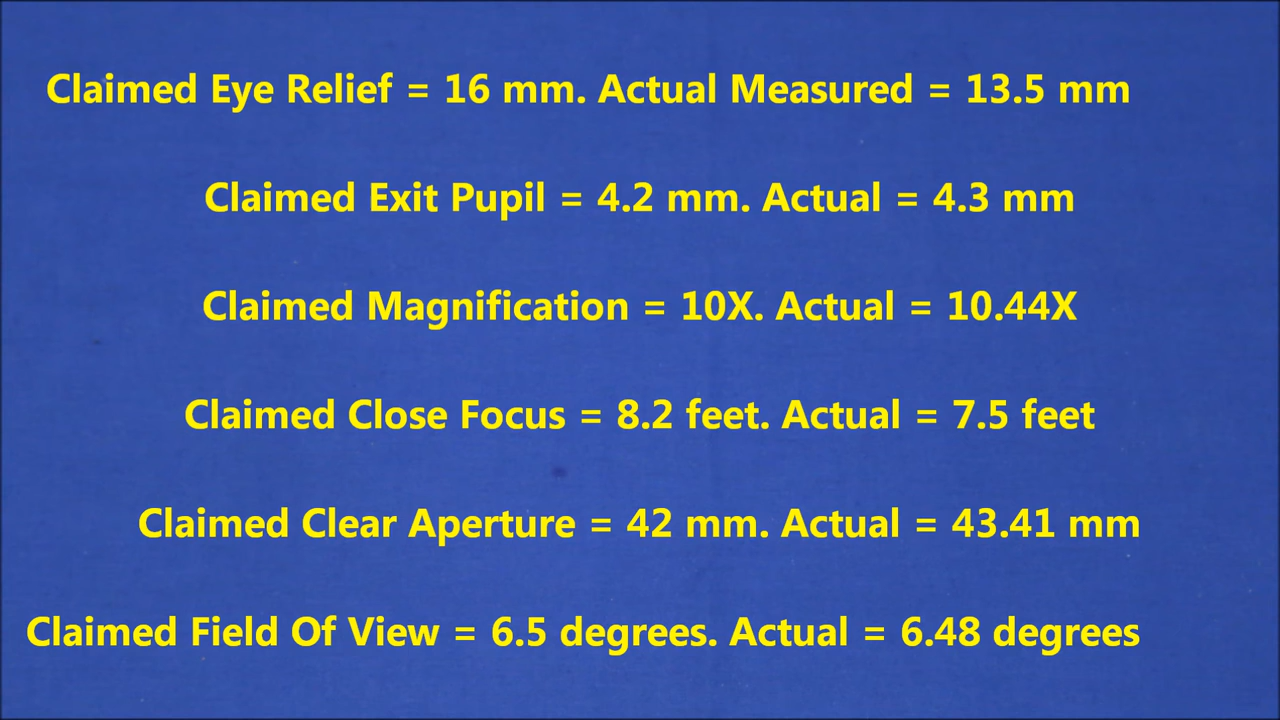 Claimed Eye Relief = 16 mm. Actual Measured = 13.5 mm
Claimed Exit Pupil = 4.2 mm. Actual = 4.3 mm
Claimed Magnification = 10X. Actual = 10.44X
Claimed Close Focus = 8.2 feet. Actual = 7.5 feet
Claimed Clear Aperture = 42 mm. Actual = 43.41 mm
Claimed Field Of View = 6.5 degrees. Actual = 6.48 degrees